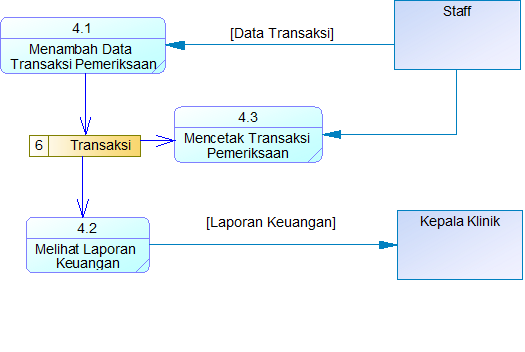 4.1
Menambah Data
Transaksi Pemeriksaan
[Data Transaksi]
Staff
6 Transaksi
4.3
Mencetak Transaksi
Pemeriksaan
4.2
Melihat Laporan
Keuangan
[Laporan Keuangan]
Kepala Klinik